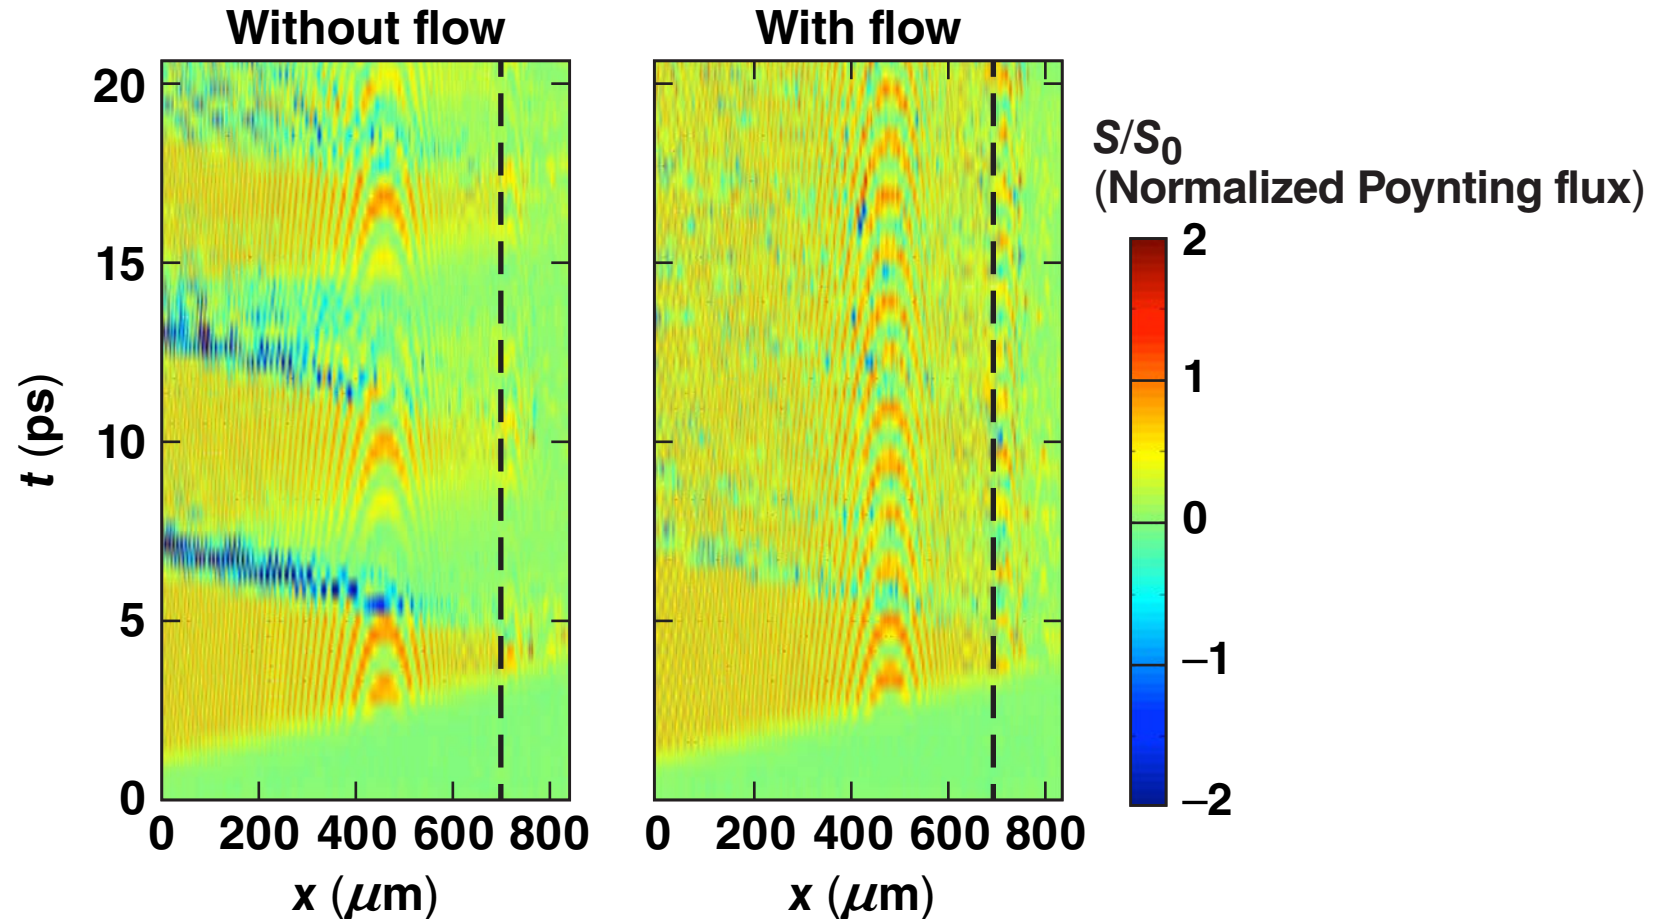 Without flow
With flow
20
15
10
5
0
t (ps)
0 200 400 600 800
x (μm)
0 200 400 600 800
x (μm)
S/S0
(Normalized Poynting flux)
2
1
0
–1
–2